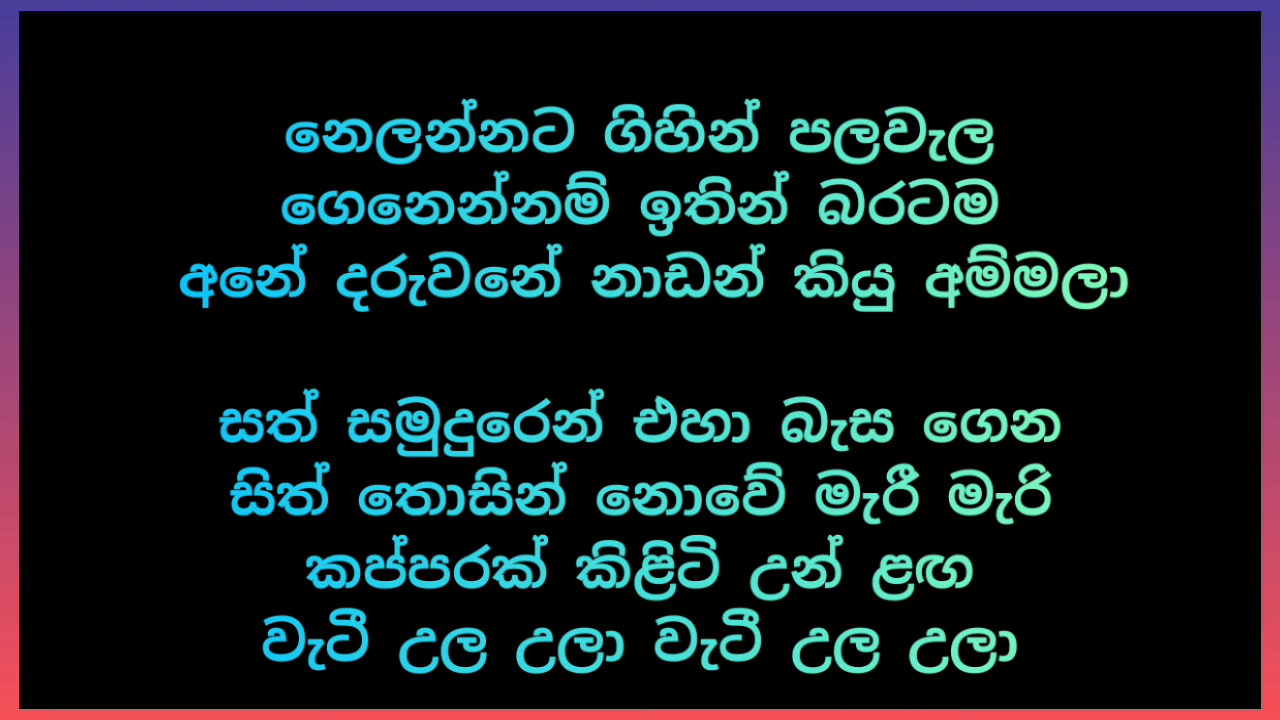 නෙලන්නට ගිහින් පලවැල
ගෙනෙන්නම් ඉතින් බරටම
අනේ දරුවනේ නාඩන් කියු අම්මලා
සත් සමුදුරෙන් එහා බැස ගෙන
සිත් තොසින් නොවේ මැරී මැරි
කප්පරක් කිළිටි උන් ළඟ
වැටී උල උලා වැටී උල උලා